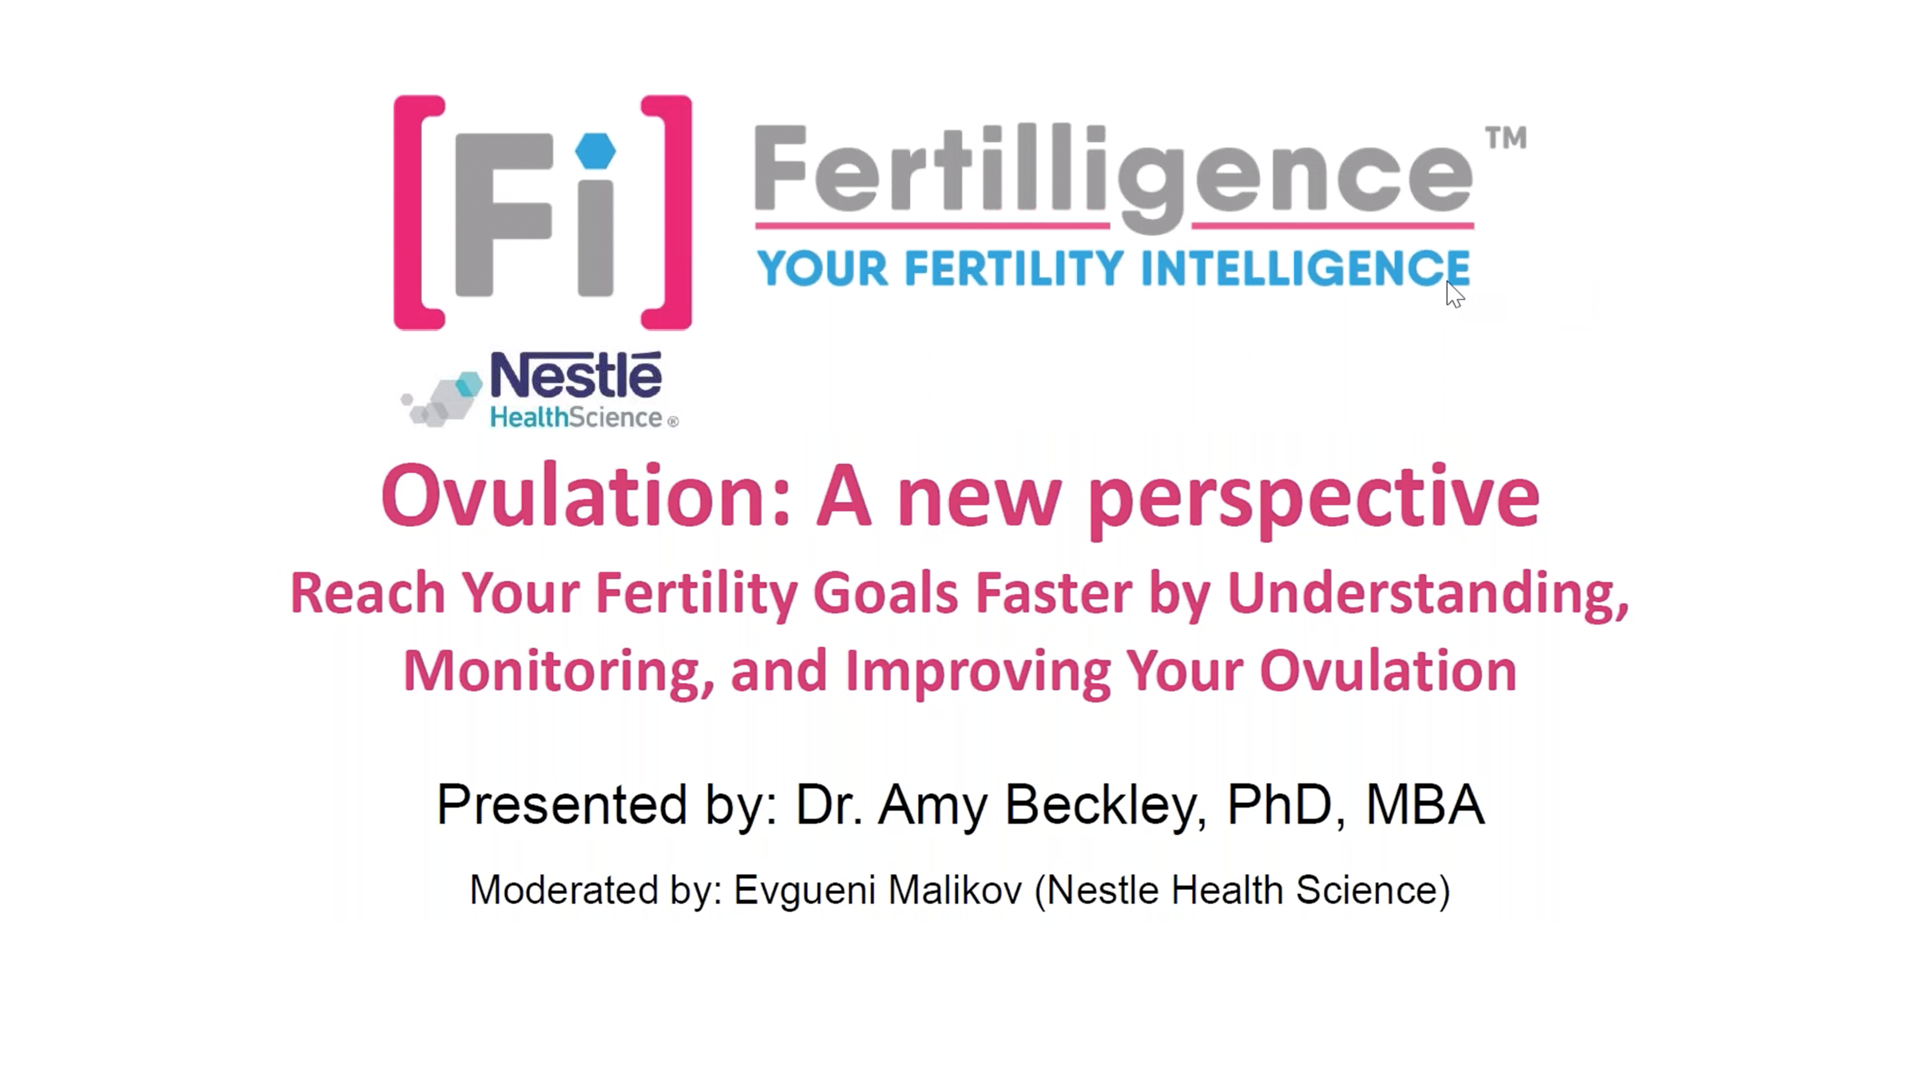 [Fi]
Fertilligence™
YOUR FERTILITY INTELLIGENCE
Nestlé
HealthScience®
Ovulation: A new perspective
Reach Your Fertility Goals Faster by Understanding,
Monitoring, and Improving Your Ovulation
Presented by: Dr. Amy Beckley, PhD, MBA
Moderated by: Evgueni Malikov (Nestle Health Science)